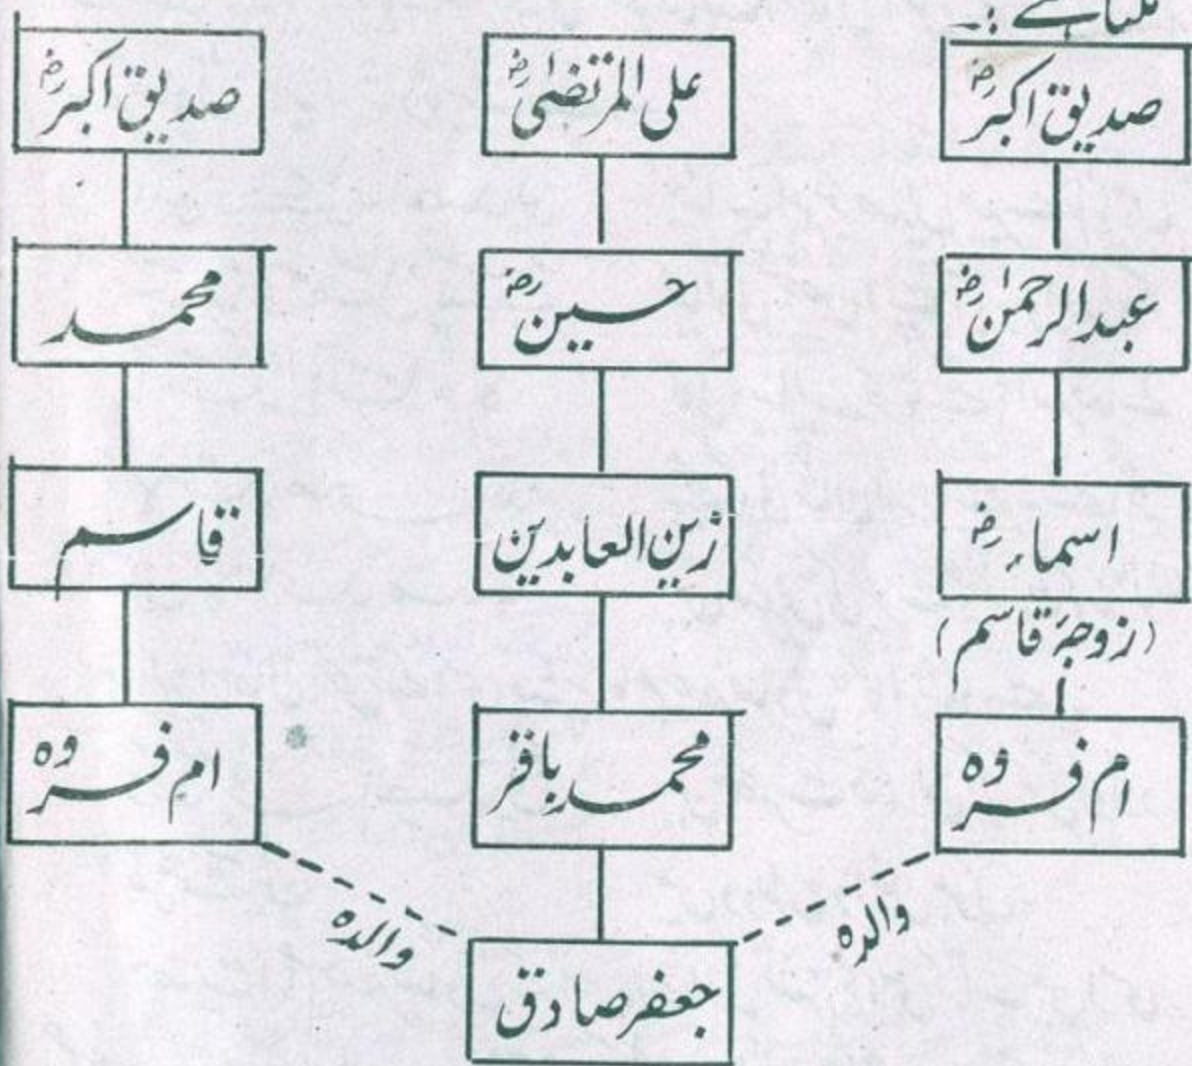 نکلتا ہے :۔
صدیق اکبرؓ علی المرتضیٰؓ صدیق اکبرؓ
عبدالرحمٰنؓ حسینؓ محمد
اسماءؓ زین العابدین قاسم
(زوجۂ قاسم)
ام فروہ محمد باقر ام فروہ
والدہ والدہ
جعفر صادق